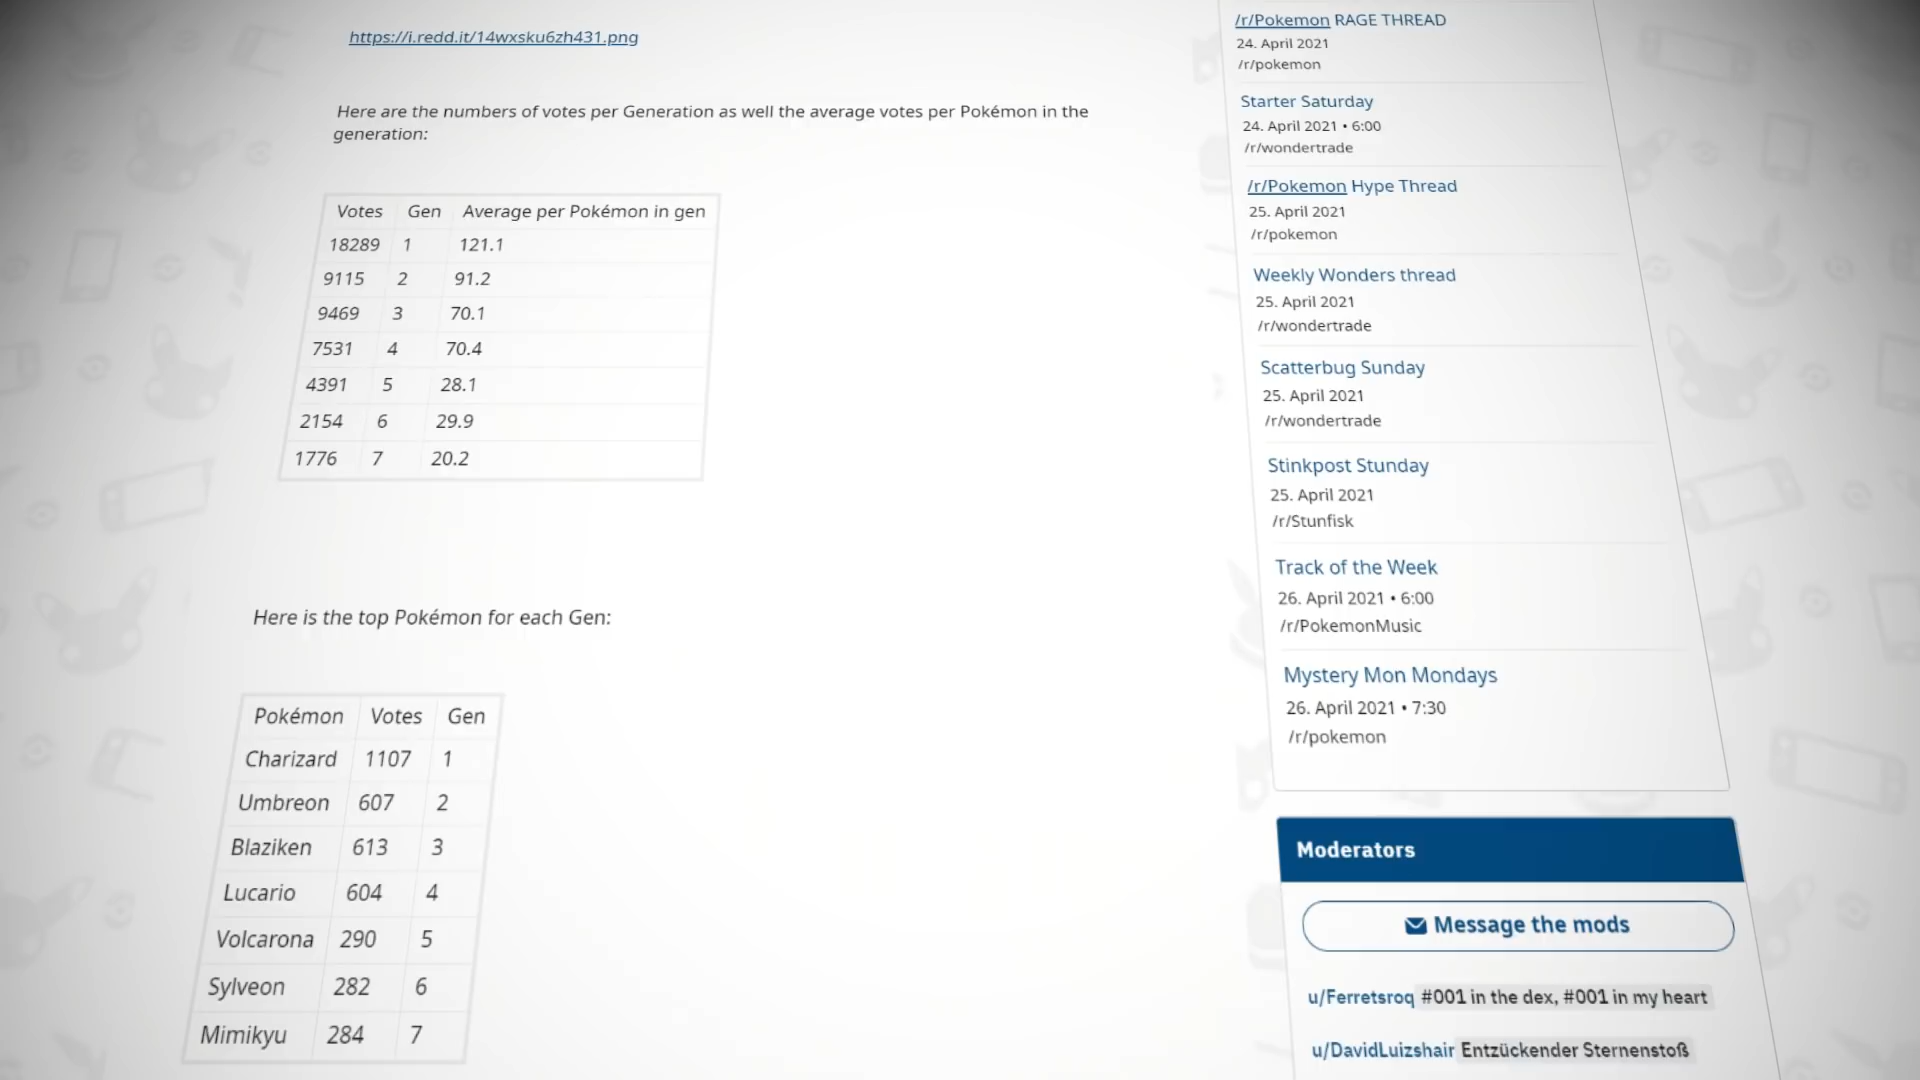 https://i.redd.it/14wxsku6zh431.png
Here are the numbers of votes per Generation as well the average votes per Pokémon in the
generation:
Votes Gen Average per Pokémon in gen
18289 1 121.1
9115 2 91.2
9469 3 70.1
7531 4 70.4
4391 5 28.1
2154 6 29.9
1776 7 20.2
Here is the top Pokémon for each Gen:
Pokémon Votes Gen
Charizard 1107 1
Umbreon 607 2
Blaziken 613 3
Lucario 604 4
Volcarona 290 5
Sylveon 282 6
Mimikyu 284 7
/r/Pokemon RAGE THREAD
24. April 2021
/r/pokemon
Starter Saturday
24. April 2021 • 6:00
/r/wondertrade
/r/Pokemon Hype Thread
25. April 2021
/r/pokemon
Weekly Wonders thread
25. April 2021
/r/wondertrade
Scatterbug Sunday
25. April 2021
/r/wondertrade
Stinkpost Stunday
25. April 2021
/r/Stunfisk
Track of the Week
26. April 2021 • 6:00
/r/PokemonMusic
Mystery Mon Mondays
26. April 2021 • 7:30
/r/pokemon
Moderators
Message the mods
u/Ferretsroq #001 in the dex, #001 in my heart
u/DavidLuizshair Entzückender Sternenstoß